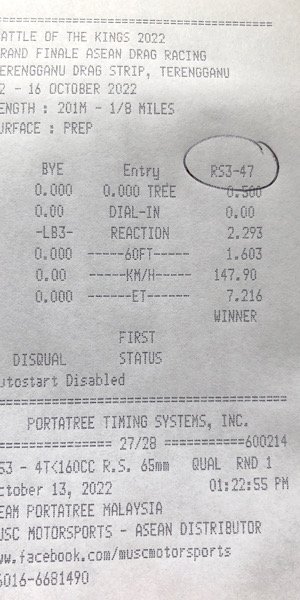 ATTLE OF THE KINGS 2022
RAND FINALE ASEAN DRAG RACING
ERENGGANU DRAG STRIP, TERENGGANU
2 - 16 OCTOBER 2022
ENGTH : 201M - 1/8 MILES
URFACE : PREP
BYE Entry RS3-47
0.000 0.000 TREE 0.500
0.00 DIAL-IN 0.00
-LB3- REACTION 2.293
0.000 -----60FT----- 1.603
0.00 -----KM/H----- 147.90
0.000 ------ET------ 7.216
WINNER
FIRST
DISQUAL STATUS
utostart Disabled
PORTATREE TIMING SYSTEMS, INC.
=============== 27/28 ===========600214
S3 - 4T<160CC R.S. 65mm QUAL RND 1
ctober 13, 2022 01:22:55 PM
EAM PORTATREE MALAYSIA
USC MOTORSPORTS - ASEAN DISTRIBUTOR
ww.facebook.com/muscmotorsports
6016-6681490